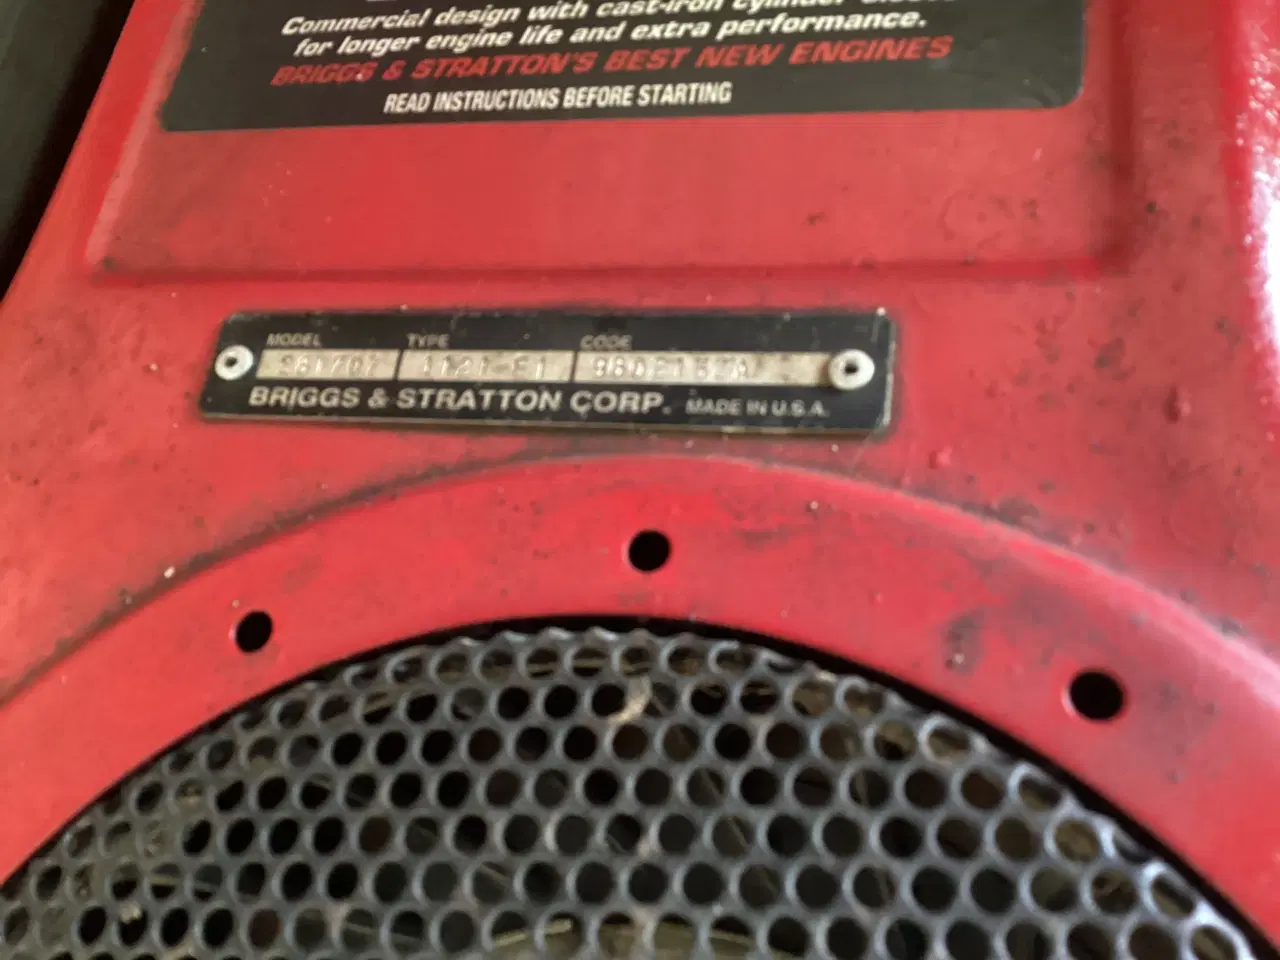 Commercial design with cast-iron cylinder
for longer engine life and extra performance.
BRIGGS & STRATTON'S BEST NEW ENGINES
READ INSTRUCTIONS BEFORE STARTING
MODEL TYPE CODE
BRIGGS & STRATTON CORP. MADE IN U.S.A.